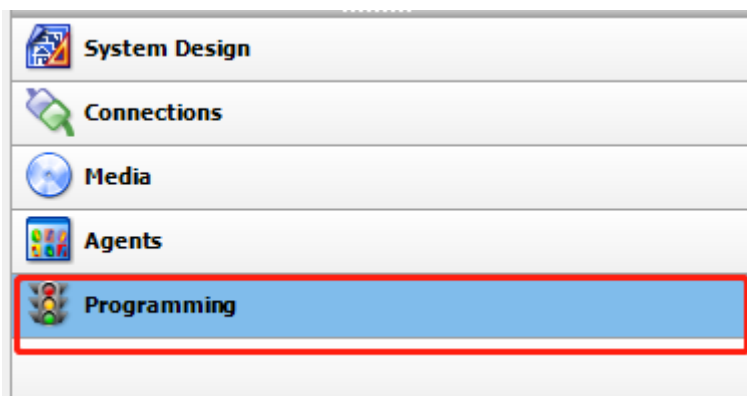 System Design
Connections
Media
Agents
Programming